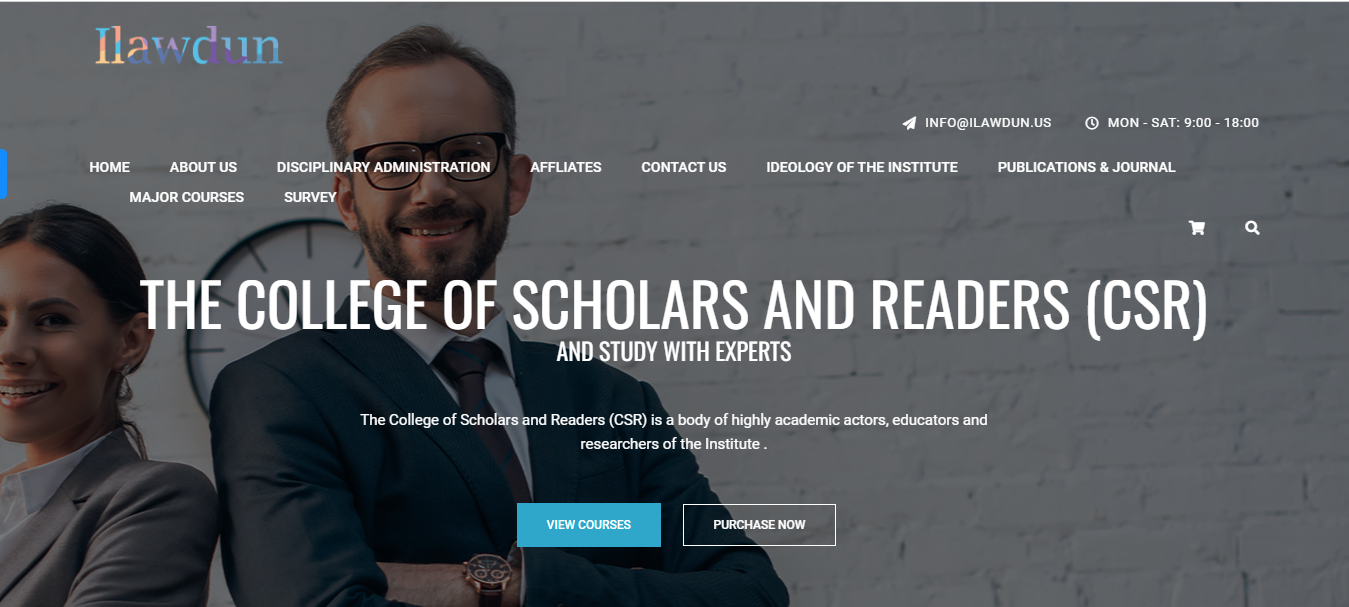 Ilawdun
INFO@ILAWDUN.US MON - SAT: 9:00 - 18:00
HOME ABOUT US DISCIPLINARY ADMINISTRATION AFFLIATES CONTACT US IDEOLOGY OF THE INSTITUTE PUBLICATIONS & JOURNAL
MAJOR COURSES SURVEY
THE COLLEGE OF SCHOLARS AND READERS (CSR)
AND STUDY WITH EXPERTS
The College of Scholars and Readers (CSR) is a body of highly academic actors, educators and
researchers of the Institute .
VIEW COURSES PURCHASE NOW